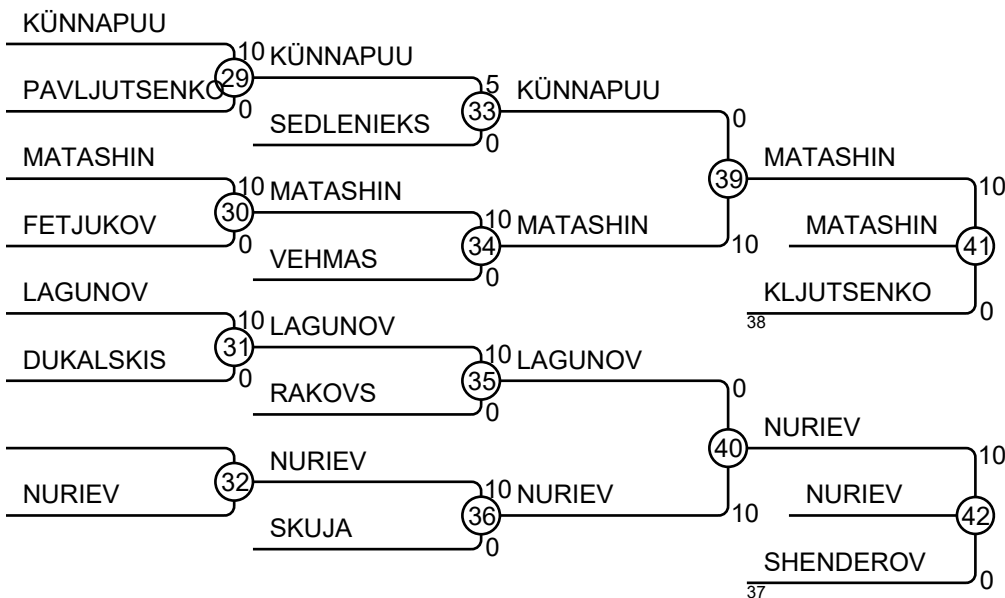 KÜNNAPUU
10 KÜNNAPUU
29
PAVLJUTSENKO
0
5 KÜNNAPUU
33
SEDLENIEKS
0
0
MATASHIN
10 MATASHIN
30
FETJUKOV
0
10 MATASHIN
34
VEHMAS
0
39
10
MATASHIN
10
MATASHIN
41
KLJUTSENKO
38
0
LAGUNOV
10 LAGUNOV
31
DUKALSKIS
0
10 LAGUNOV
35
RAKOVS
0
0
NURIEV
32
NURIEV
10 NURIEV
36
SKUJA
0
40
10
NURIEV
10
NURIEV
42
SHENDEROV
37
0